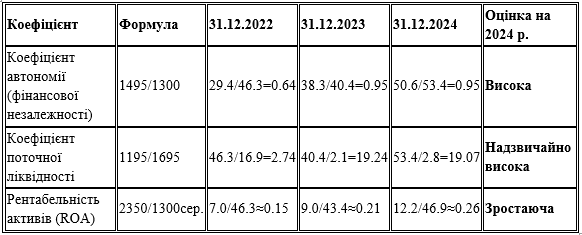 Коефіцієнт Формула 31.12.2022 31.12.2023 31.12.2024 Оцінка на 2024 р.
Коефіцієнт автономії (фінансової незалежності) 1495/1300 29.4/46.3=0.64 38.3/40.4=0.95 50.6/53.4=0.95 Висока
Коефіцієнт поточної ліквідності 1195/1695 46.3/16.9=2.74 40.4/2.1=19.24 53.4/2.8=19.07 Надзвичайно висока
Рентабельність активів (ROA) 2350/1300сер. 7.0/46.3≈0.15 9.0/43.4≈0.21 12.2/46.9≈0.26 Зростаюча